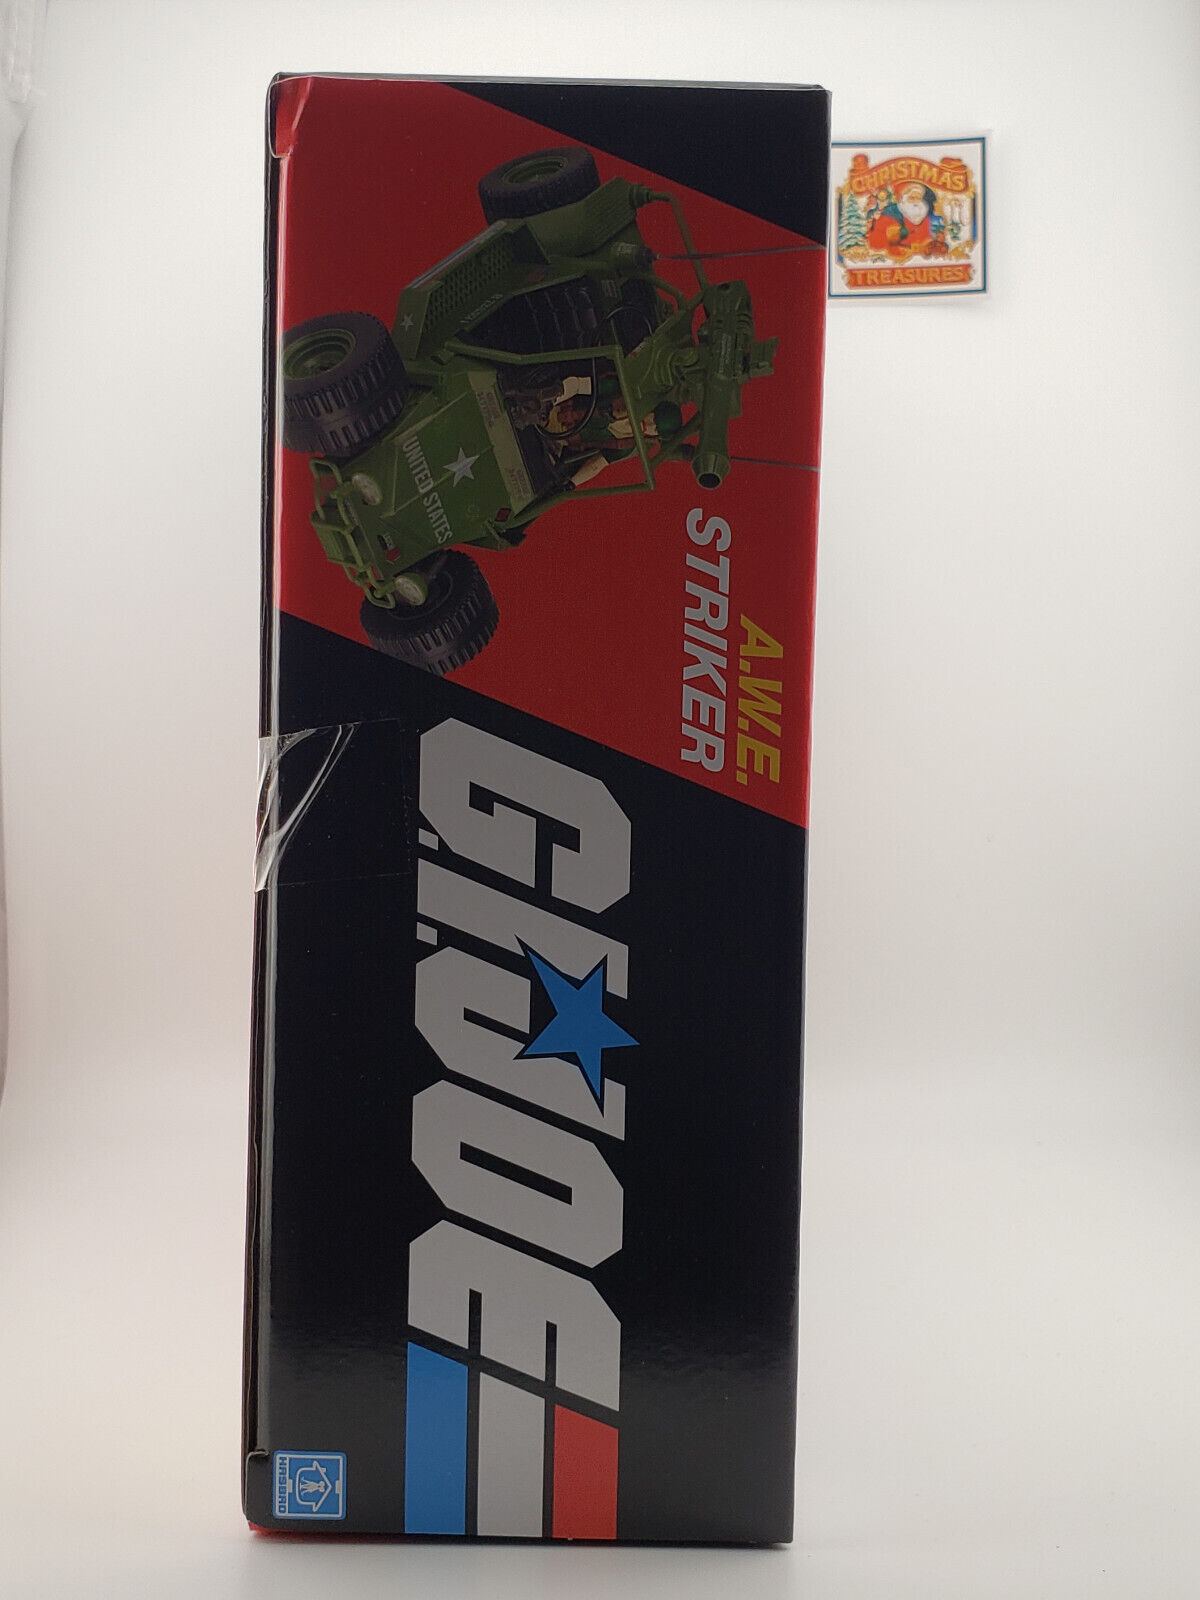 A.W.E.
STRIKER
UNITED STATES
G.I. JOE
HASBRO
CHRISTMAS
TREASURES